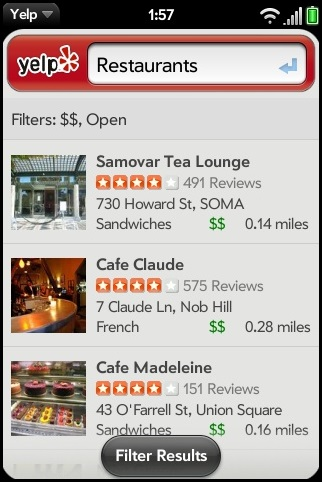 Yelp 1:57
yelp Restaurants
Filters: $$, Open
Samovar Tea Lounge
491 Reviews
730 Howard St, SOMA
Sandwiches $$ 0.14 miles
Cafe Claude
575 Reviews
7 Claude Ln, Nob Hill
French $$ 0.28 miles
Cafe Madeleine
151 Reviews
43 O'Farrell St, Union Square
Sandwiches $$ 0.16 miles
Filter Results